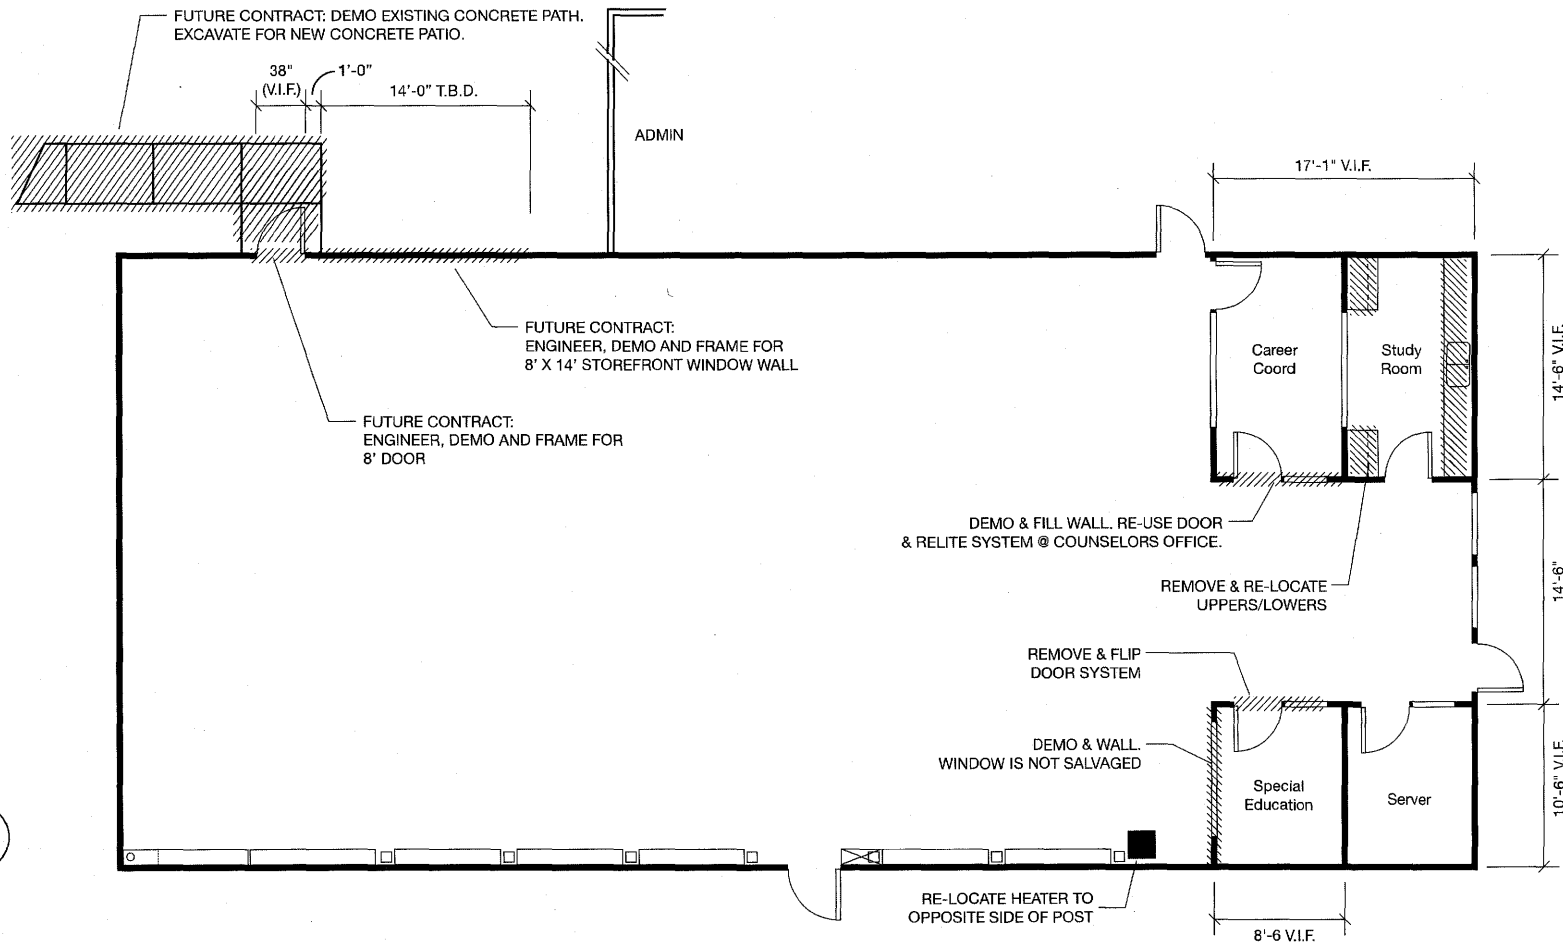 FUTURE CONTRACT: DEMO EXISTING CONCRETE PATH.
EXCAVATE FOR NEW CONCRETE PATIO.
38"
(V.I.F.)
1'-0"
14'-0" T.B.D.
ADMIN
17'-1" V.I.F.
FUTURE CONTRACT:
ENGINEER, DEMO AND FRAME FOR
8' X 14' STOREFRONT WINDOW WALL
Career
Coord
Study
Room
14'-6" V.I.F.
FUTURE CONTRACT:
ENGINEER, DEMO AND FRAME FOR
8' DOOR
DEMO & FILL WALL. RE-USE DOOR
& RELITE SYSTEM @ COUNSELORS OFFICE.
REMOVE & RE-LOCATE
UPPERS/LOWERS
14'-6"
REMOVE & FLIP
DOOR SYSTEM
DEMO & WALL.
WINDOW IS NOT SALVAGED
Special
Education
Server
10'-6" V.I.F.
RE-LOCATE HEATER TO
OPPOSITE SIDE OF POST
8'-6 V.I.F.